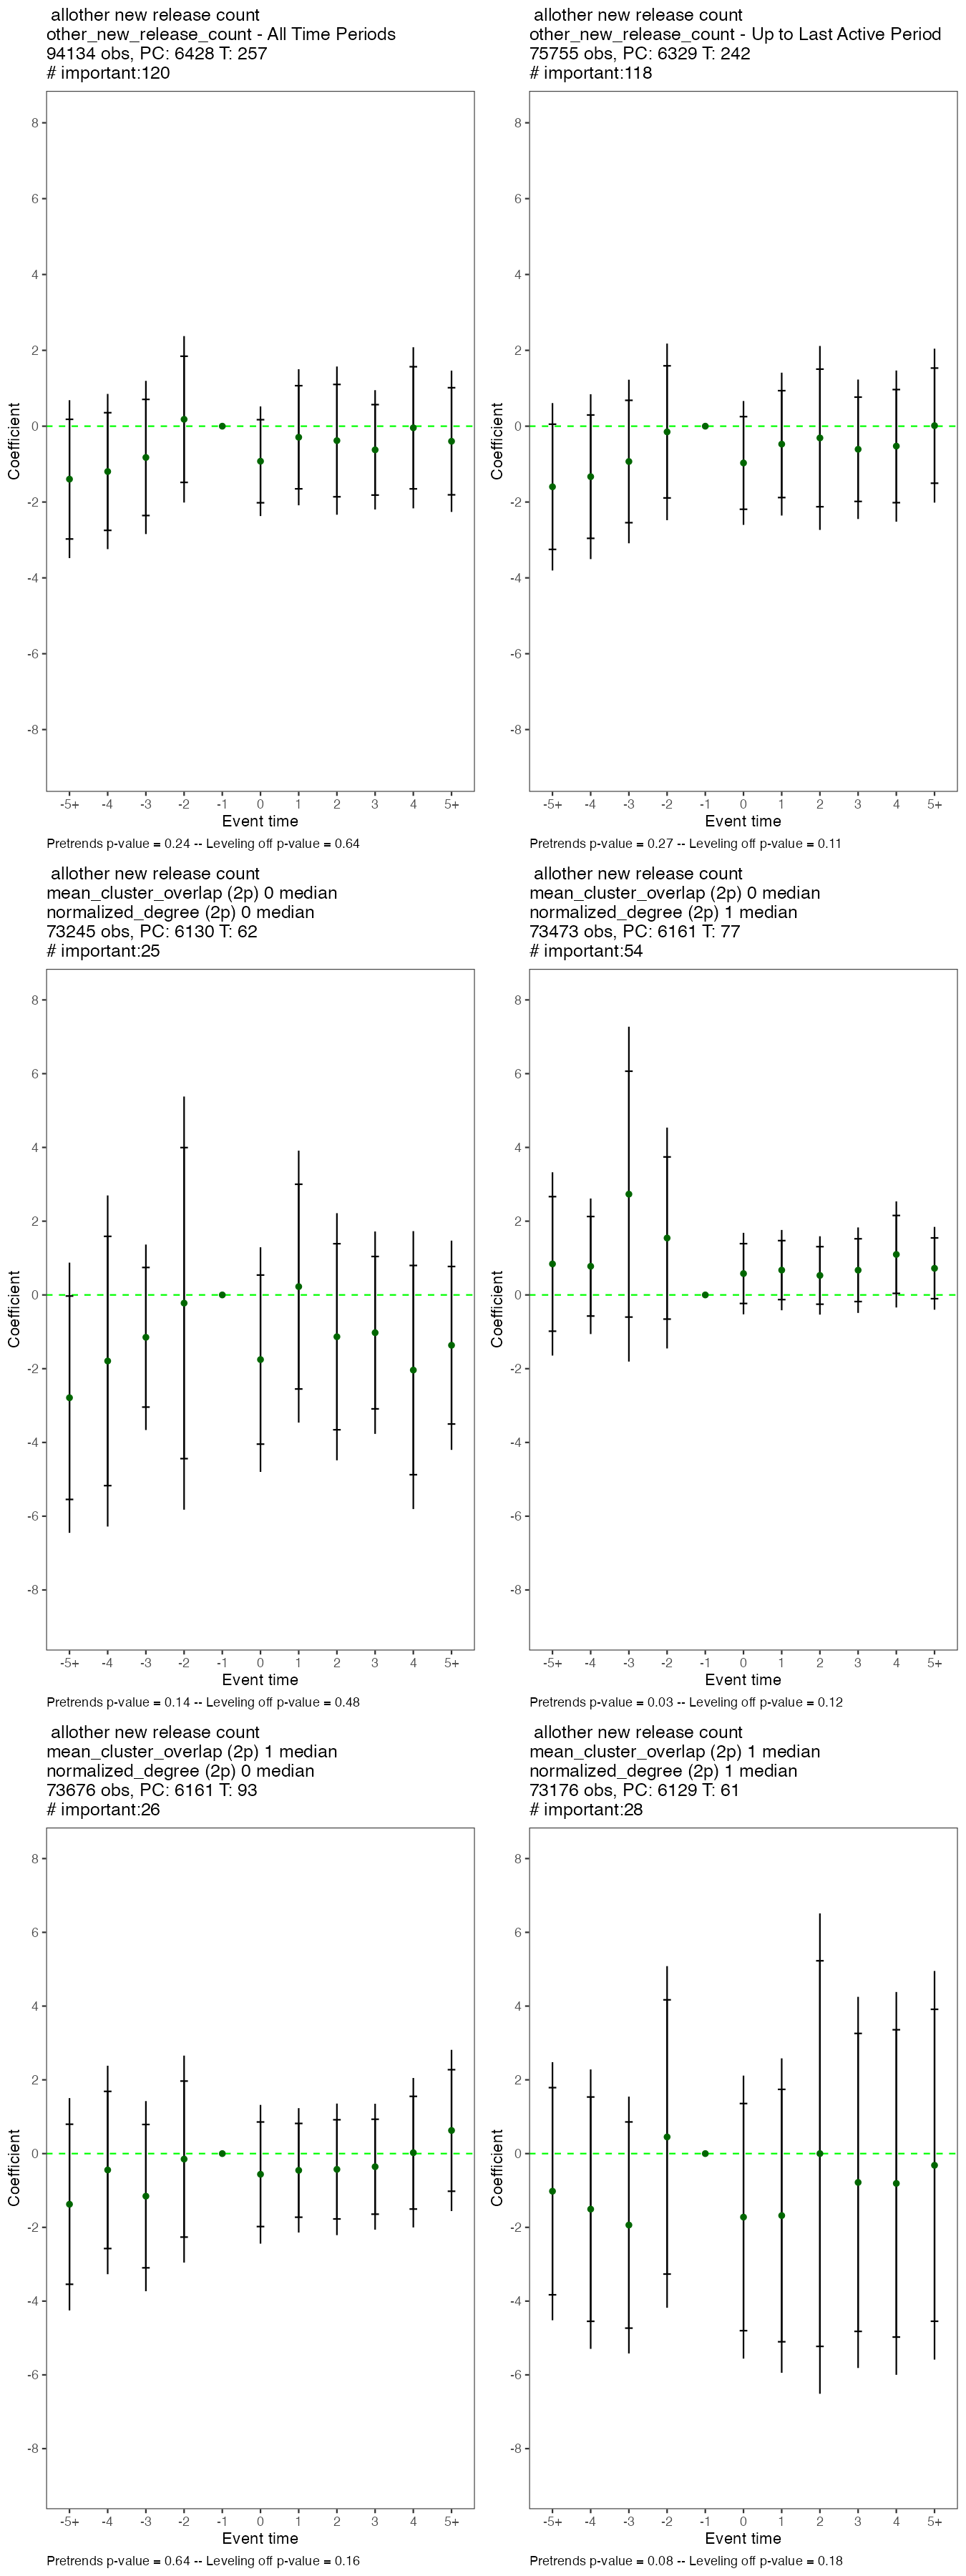 allother new release count
other_new_release_count - All Time Periods
94134 obs, PC: 6428 T: 257
# important:120
8
6
4
2
0
-2
-4
-6
-8
Coefficient
-5+ -4 -3 -2 -1 0 1 2 3 4 5+
Event time
Pretrends p-value = 0.24 -- Leveling off p-value = 0.64
allother new release count
other_new_release_count - Up to Last Active Period
75755 obs, PC: 6329 T: 242
# important:118
8
6
4
2
0
-2
-4
-6
-8
Coefficient
-5+ -4 -3 -2 -1 0 1 2 3 4 5+
Event time
Pretrends p-value = 0.27 -- Leveling off p-value = 0.11
allother new release count
mean_cluster_overlap (2p) 0 median
normalized_degree (2p) 0 median
73245 obs, PC: 6130 T: 62
# important:25
8
6
4
2
0
-2
-4
-6
-8
Coefficient
-5+ -4 -3 -2 -1 0 1 2 3 4 5+
Event time
Pretrends p-value = 0.14 -- Leveling off p-value = 0.48
allother new release count
mean_cluster_overlap (2p) 0 median
normalized_degree (2p) 1 median
73473 obs, PC: 6161 T: 77
# important:54
8
6
4
2
0
-2
-4
-6
-8
Coefficient
-5+ -4 -3 -2 -1 0 1 2 3 4 5+
Event time
Pretrends p-value = 0.03 -- Leveling off p-value = 0.12
allother new release count
mean_cluster_overlap (2p) 1 median
normalized_degree (2p) 0 median
73676 obs, PC: 6161 T: 93
# important:26
8
6
4
2
0
-2
-4
-6
-8
Coefficient
-5+ -4 -3 -2 -1 0 1 2 3 4 5+
Event time
Pretrends p-value = 0.64 -- Leveling off p-value = 0.16
allother new release count
mean_cluster_overlap (2p) 1 median
normalized_degree (2p) 1 median
73176 obs, PC: 6129 T: 61
# important:28
8
6
4
2
0
-2
-4
-6
-8
Coefficient
-5+ -4 -3 -2 -1 0 1 2 3 4 5+
Event time
Pretrends p-value = 0.08 -- Leveling off p-value = 0.18